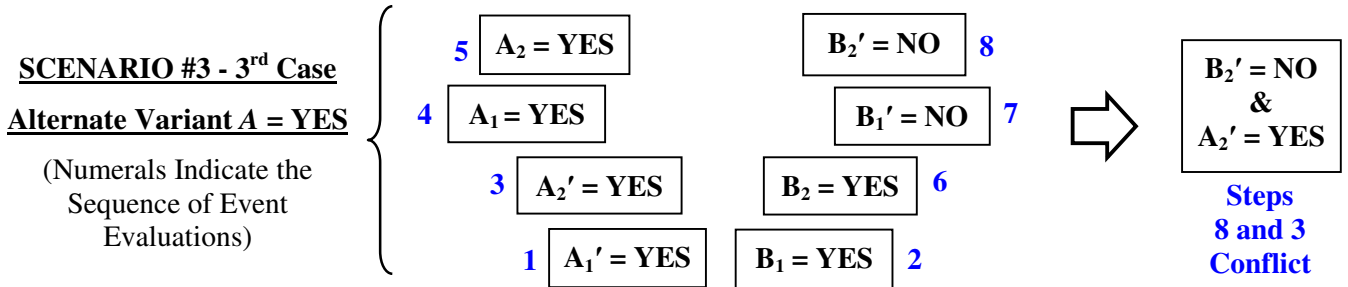 SCENARIO #3 - 3rd Case
Alternate Variant A = YES
(Numerals Indicate the
Sequence of Event
Evaluations)
5 A₂ = YES
4 A₁ = YES
3 A₂′ = YES
1 A₁′ = YES
B₂′ = NO 8
B₁′ = NO 7
B₂ = YES 6
B₁ = YES 2
B₂′ = NO
&
A₂′ = YES
Steps
8 and 3
Conflict